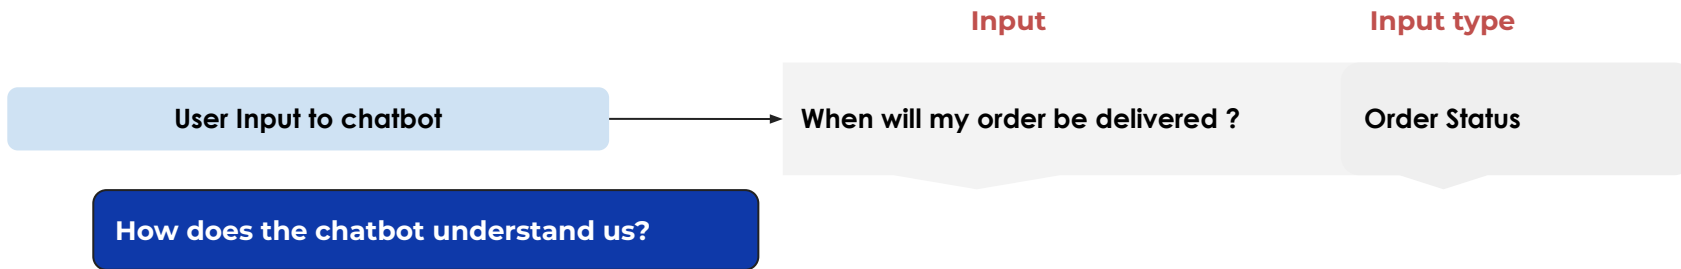 Input
Input type
User Input to chatbot
When will my order be delivered ?
Order Status
How does the chatbot understand us?